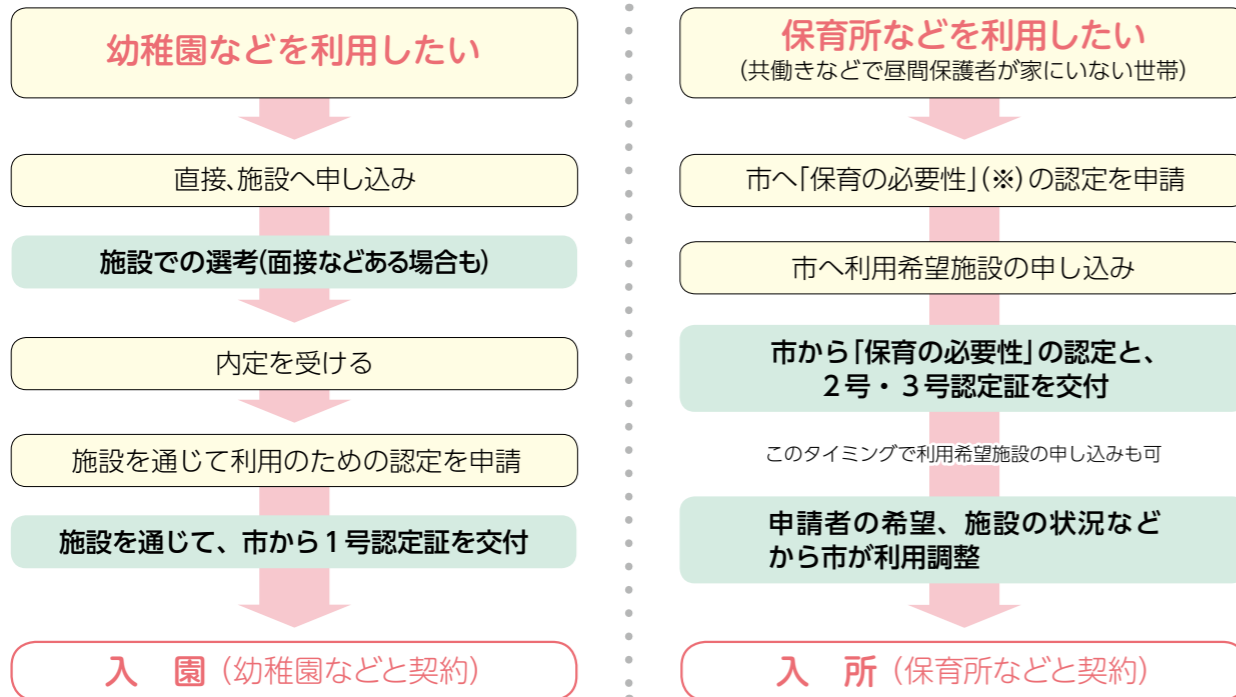 幼稚園などを利用したい
直接、施設へ申し込み
施設での選考(面接などある場合も)
内定を受ける
施設を通じて利用のための認定を申請
施設を通じて、市から1号認定証を交付
入　園（幼稚園などと契約）
保育所などを利用したい
(共働きなどで昼間保護者が家にいない世帯)
市へ「保育の必要性」(※)の認定を申請
市へ利用希望施設の申し込み
市から「保育の必要性」の認定と、
２号・３号認定証を交付
このタイミングで利用希望施設の申し込みも可
申請者の希望、施設の状況など
から市が利用調整
入　所（保育所などと契約）